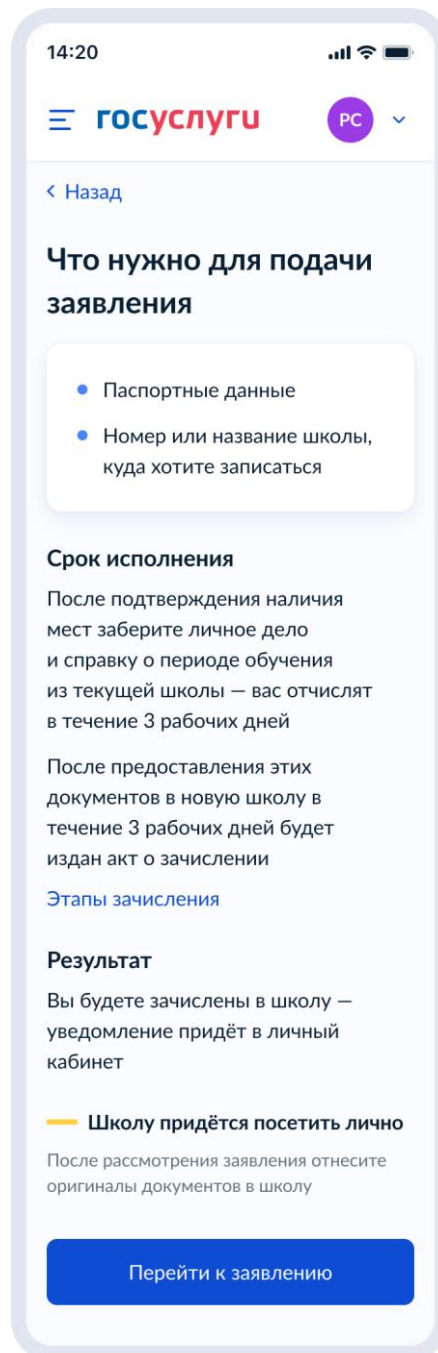 14:20
госуслуги
РС
Назад
Что нужно для подачи
заявления
Паспортные данные
Номер или название школы,
куда хотите записаться
Срок исполнения
После подтверждения наличия
мест заберите личное дело
и справку о периоде обучения
из текущей школы — вас отчислят
в течение 3 рабочих дней
После предоставления этих
документов в новую школу в
течение 3 рабочих дней будет
издан акт о зачислении
Этапы зачисления
Результат
Вы будете зачислены в школу —
уведомление придёт в личный
кабинет
Школу придётся посетить лично
После рассмотрения заявления отнесите
оригиналы документов в школу
Перейти к заявлению